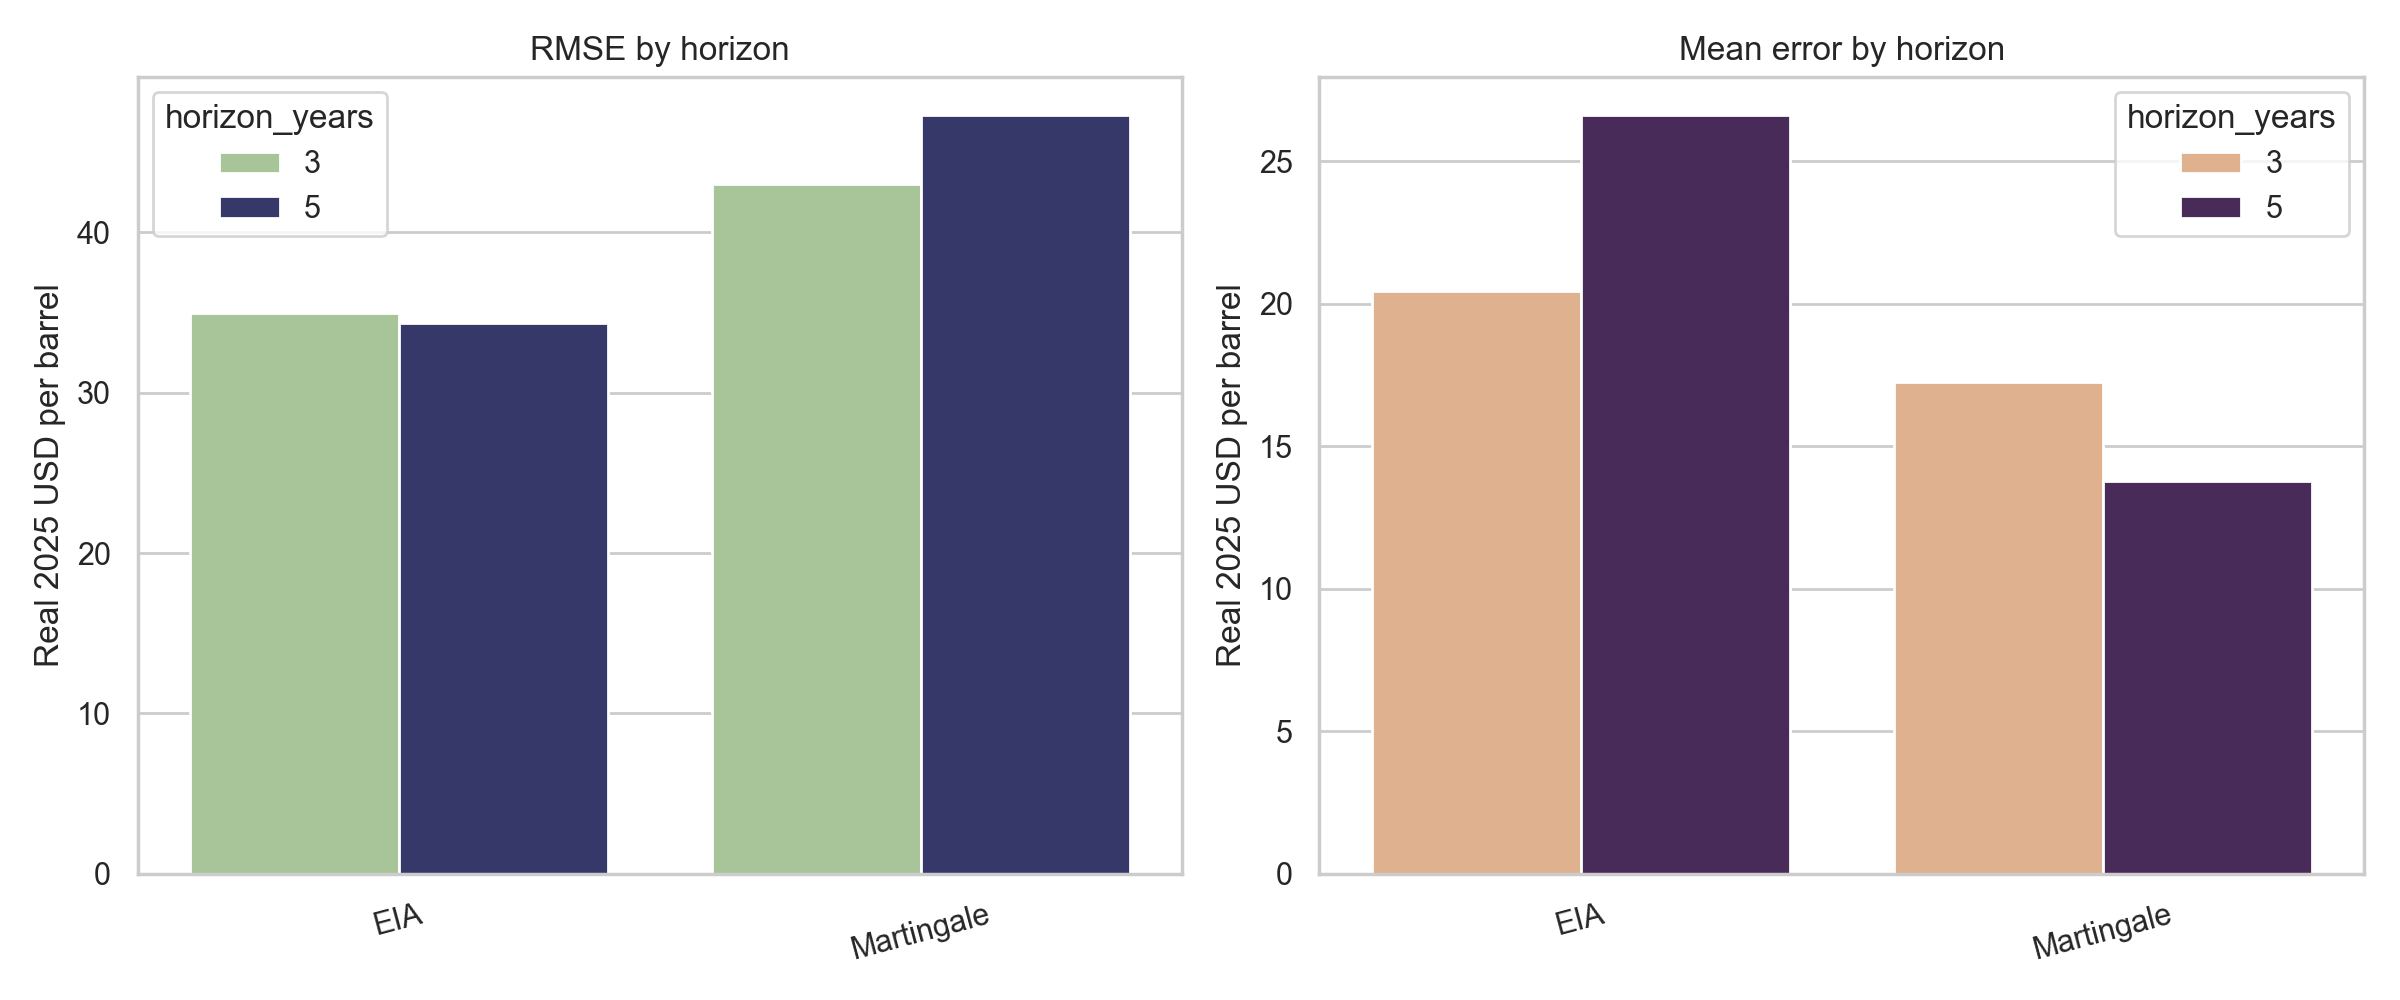 RMSE by horizon
horizon_years
3
5
40
30
20
10
0
Real 2025 USD per barrel
EIA
Martingale
Mean error by horizon
horizon_years
3
5
25
20
15
10
5
0
Real 2025 USD per barrel
EIA
Martingale